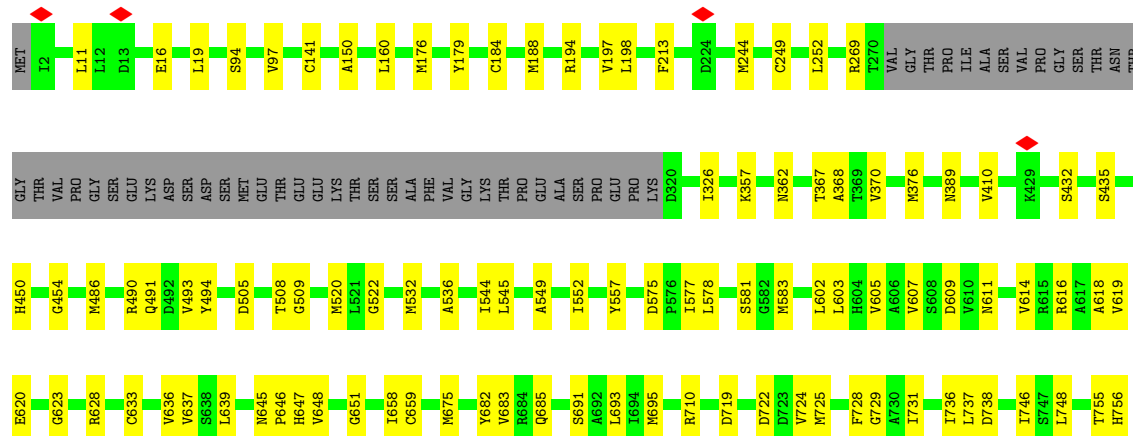 MET I2 L11 L12 D13 E16 L19 S94 V97 C141 A150 L160 M176 Y179 C184 M188 R194 V197 L198 F213 D224 M244 C249 L252 R269 T270 VAL GLY THR PRO ILE ALA SER VAL PRO GLY SER THR ASN THR
GLY THR VAL PRO GLY SER GLU LYS ASP SER ASP SER MET GLU THR GLU GLU LYS THR SER SER ALA PHE VAL GLY LYS THR PRO GLU ALA SER PRO GLU PRO LYS D320 I326 K357 N362 T367 A368 T369 V370 M376 N389 V410 K429 S432 S435
H450 G454 M486 R490 Q491 D492 V493 Y494 D505 T508 G509 M520 L521 G522 M532 A536 I544 L545 A549 I552 Y557 D575 P576 I577 L578 S581 G582 M583 L602 L603 H604 V605 A606 V607 S608 D609 V610 N611 V614 R615 R616 A617 A618 V619
E620 G623 R628 C633 V636 V637 S638 L639 N645 P646 H647 V648 G651 I658 C659 M675 Y682 V683 R684 Q685 S691 A692 L693 I694 M695 R710 D719 D722 D723 V724 M725 F728 G729 A730 I731 I736 L737 D738 I746 S747 L748 T755 H756